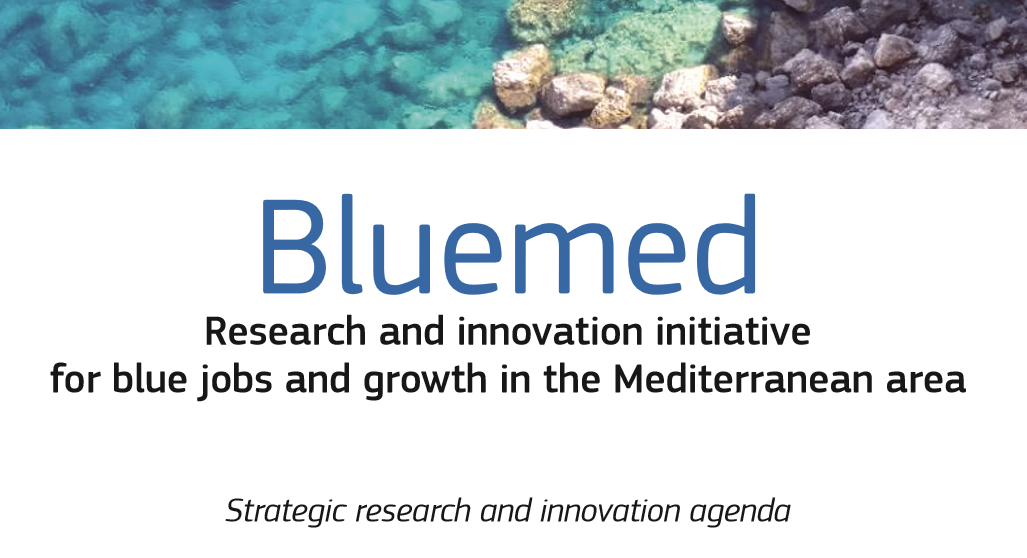 Bluemed
Research and innovation initiative
for blue jobs and growth in the Mediterranean area
Strategic research and innovation agenda